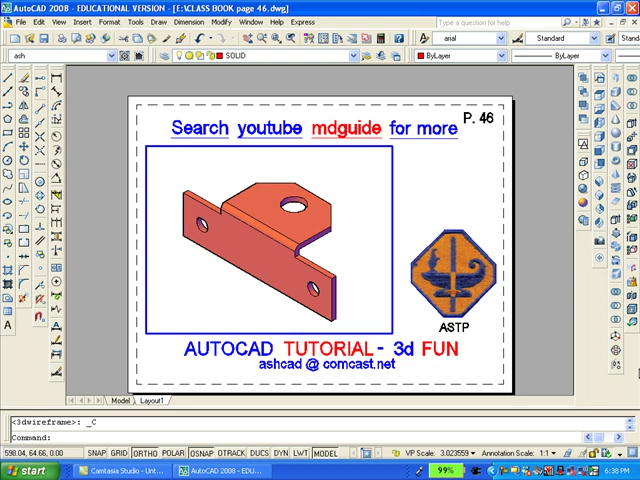 AutoCAD 2008 - EDUCATIONAL VERSION - [E:\CLASS BOOK page 46.dwg]
File Edit View Insert Format Tools Draw Dimension Modify Window Help Express
Type a question for help
arial Standard Standa
ash SOLID ByLayer ByLayer
P. 46
Search youtube mdguide for more
ASTP
AUTOCAD TUTORIAL - 3d FUN
ashcad @ comcast.net
Model Layout1
<3dwireframe>: _C
Command:
598.04, 64.66, 0.00 SNAP GRID ORTHO POLAR OSNAP OTRACK DUCS DYN LWT MODEL VP Scale: 3.023559 Annotation Scale: 1:1
start Camtasia Studio - Unt... AutoCAD 2008 - EDU... 99% 6:38 PM